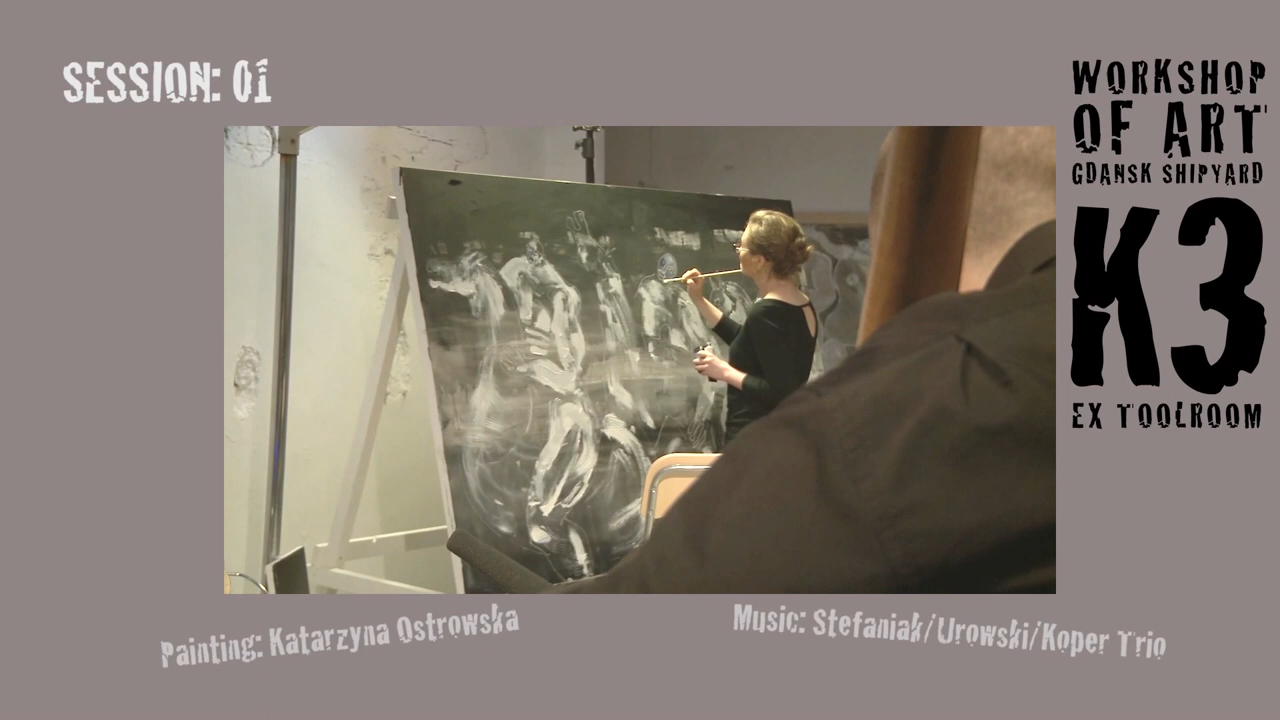 SESSION: 01
WORKSHOP
OF ART
GDANSK SHIPYARD
K3
EX TOOLROOM
Painting: Katarzyna Ostrowska
Music: Stefaniak/Urowski/Koper Trio